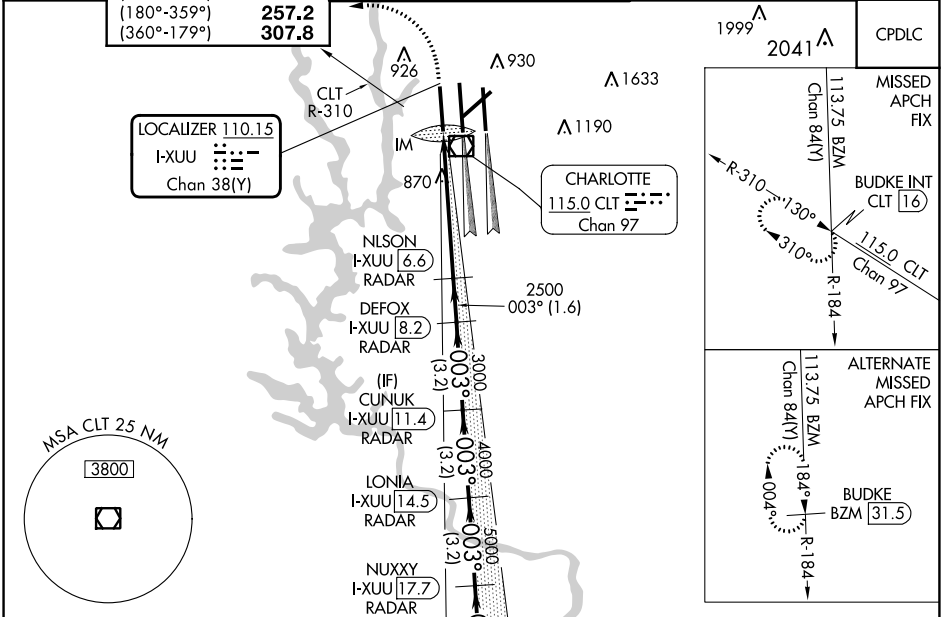 (180°-359°) 257.2
(360°-179°) 307.8
926
930
1633
1999
2041
CPDLC
CLT
R-310
LOCALIZER 110.15
I-XUU
Chan 38(Y)
IM
1190
870
CHARLOTTE
115.0 CLT
Chan 97
NLSON
I-XUU 6.6
RADAR
2500
003° (1.6)
DEFOX
I-XUU 8.2
RADAR
3000
003°
(3.2)
(IF)
CUNUK
I-XUU 11.4
RADAR
4000
003°
(3.2)
LONIA
I-XUU 14.5
RADAR
5000
003°
(3.2)
NUXXY
I-XUU 17.7
RADAR
MSA CLT 25 NM
3800
MISSED
APCH
FIX
113.75 BZM
Chan 84(Y)
R-310
130°
310°
BUDKE INT
CLT 16
115.0 CLT
Chan 97
R-184
ALTERNATE
MISSED
APCH FIX
113.75 BZM
Chan 84(Y)
184°
004°
BUDKE
BZM 31.5
R-184